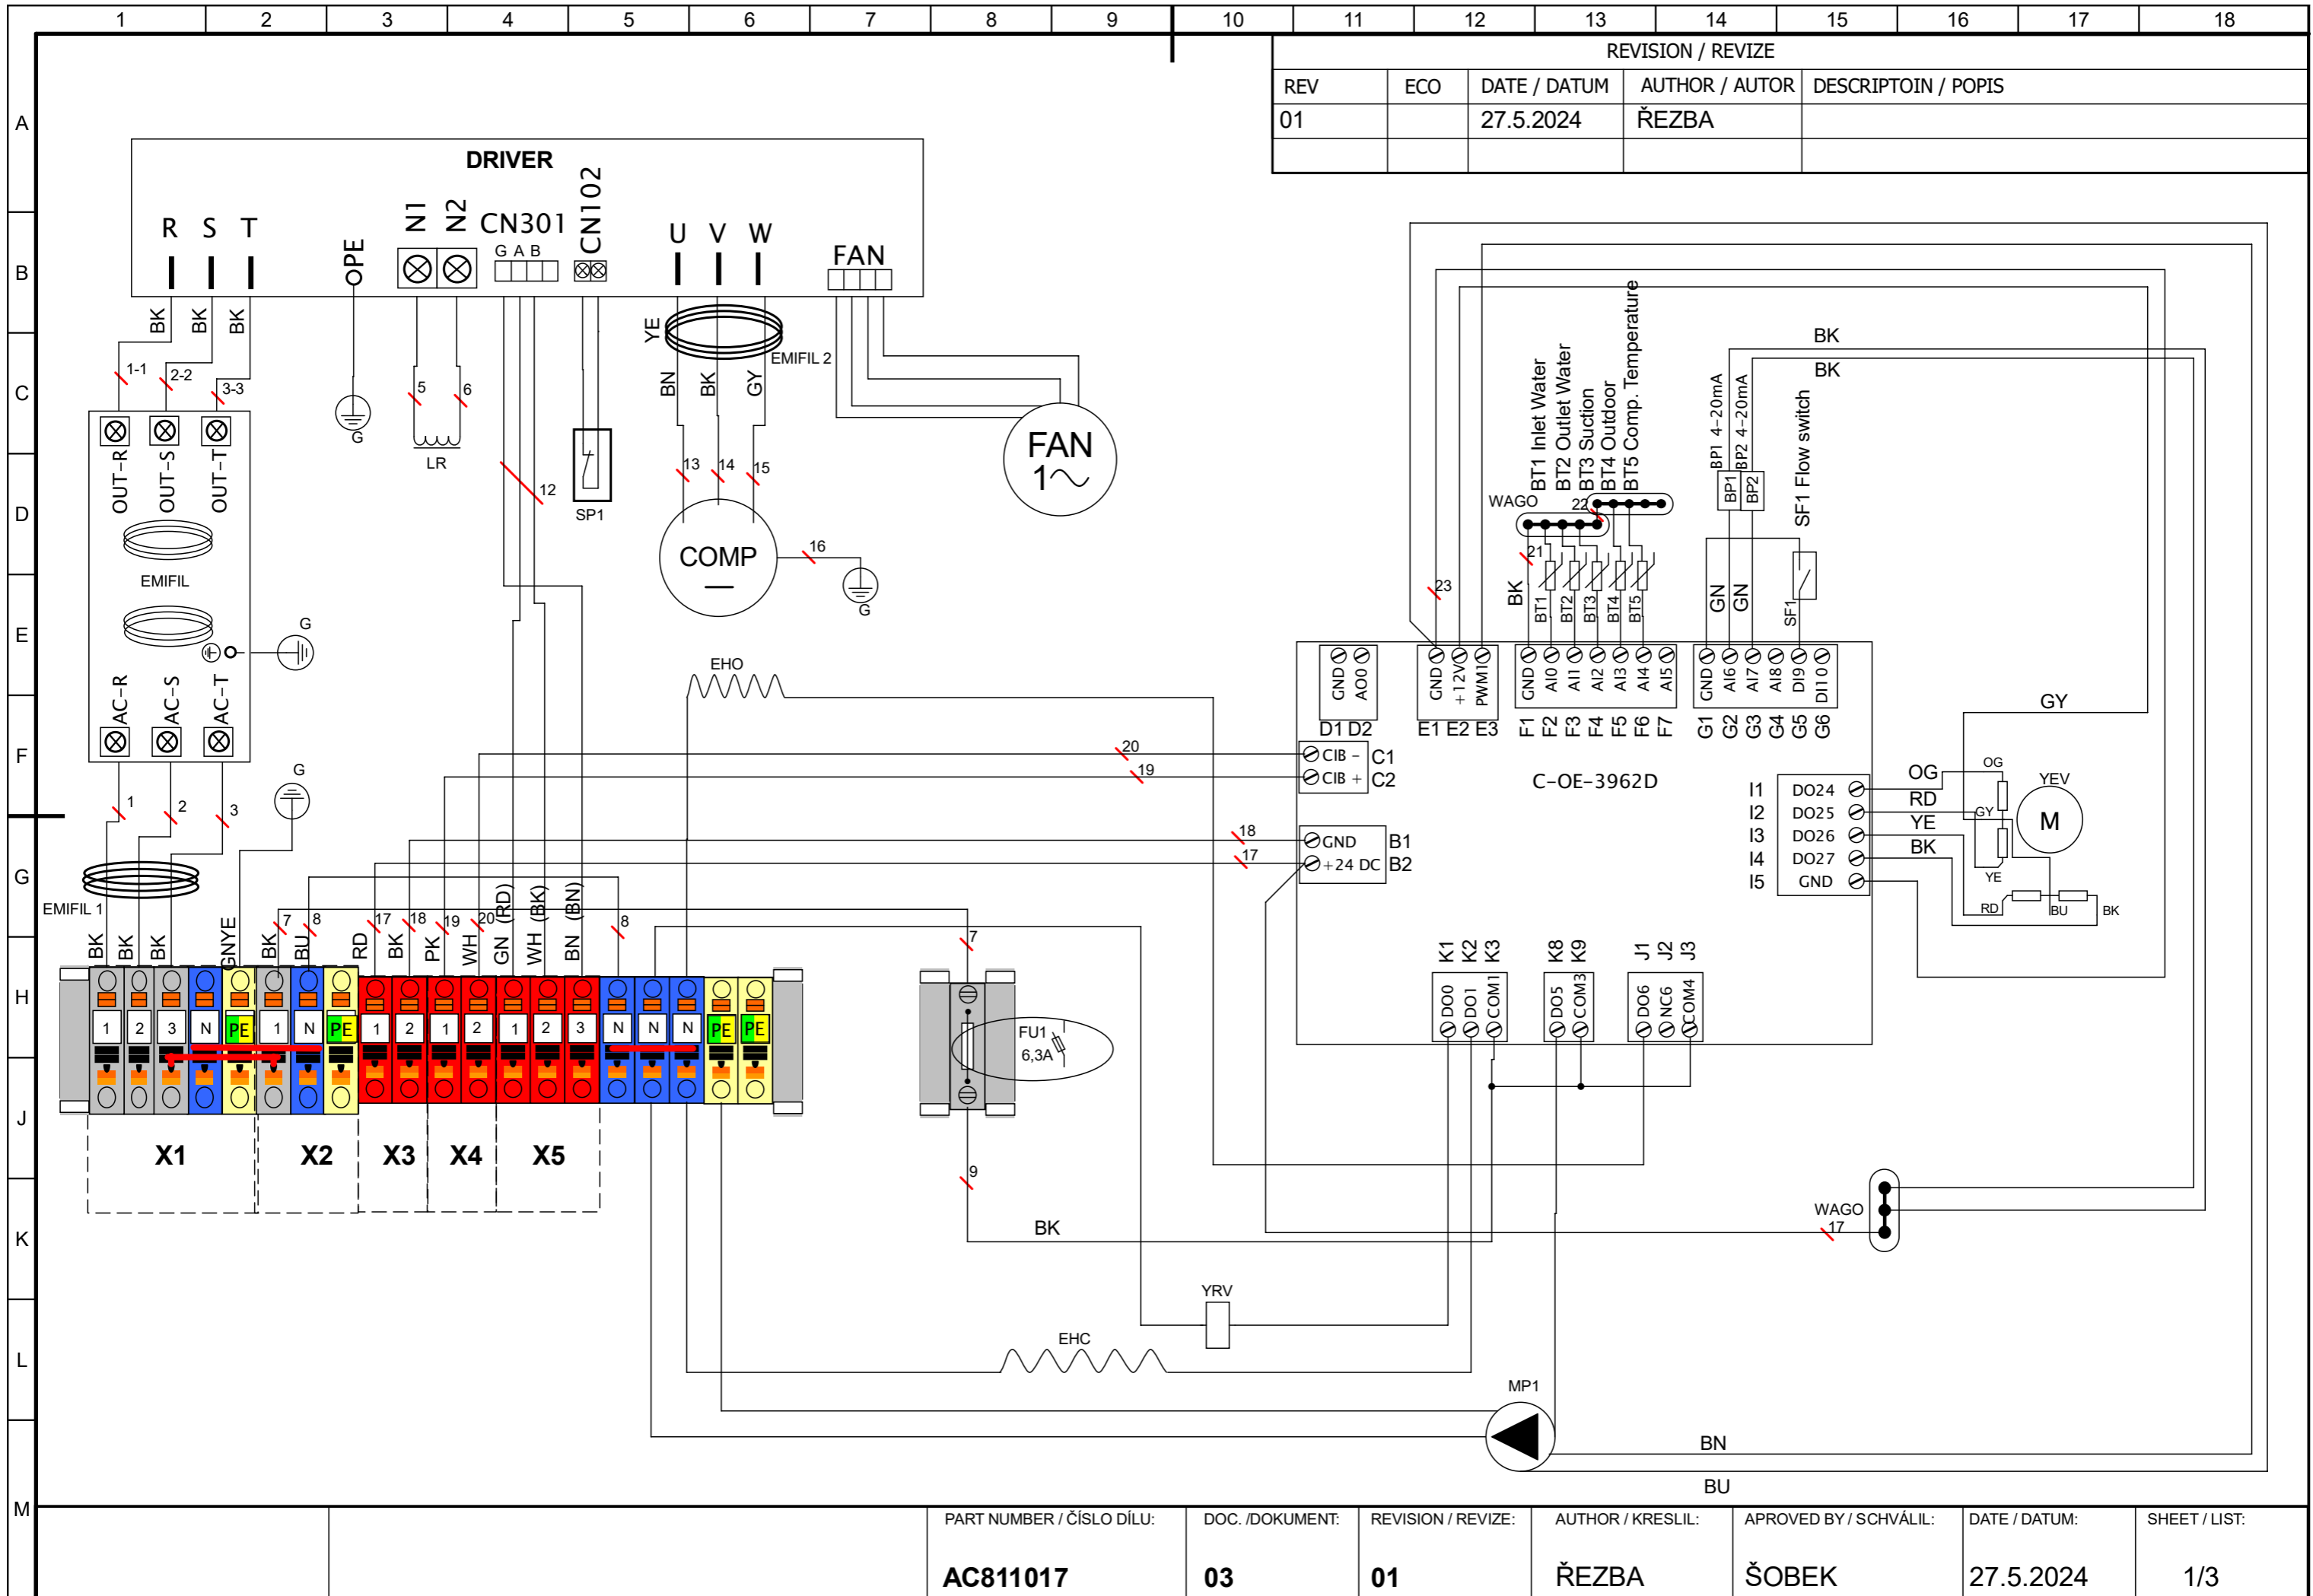 1 2 3 4 5 6 7 8 9 10 11 12 13 14 15 16 17 18
REVISION / REVIZE
REV ECO DATE / DATUM AUTHOR / AUTOR DESCRIPTOIN / POPIS
01 27.5.2024 ŘEZBA
A
B
C
D
E
F
G
H
J
K
L
M
DRIVER
R S T
PE
N1 N2
CN301
G A B
CN102
U V W
FAN
BK BK BK
1-1 2-2 3-3
G
5 6
LR
12
SP1
YE
EMIFIL 2
BN BK GY
13 14 15
COMP
16
G
FAN
1
OUT-R OUT-S OUT-T
EMIFIL
G
AC-R AC-S AC-T
1 2 3
G
EMIFIL 1
BK BK BK GNYE
BK 7
BU 8
RD 17
BK 18
PK 19
WH 20
GN (RD)
WH (BK)
BN (BN)
8
7
1 2 3 N PE 1 N PE 1 2 1 2 1 2 3 N N N PE PE
X1 X2 X3 X4 X5
FU1
6,3A
9
BK
EHO
20
19
18
17
WAGO
22
21
BK
23
BT1 Inlet Water
BT2 Outlet Water
BT3 Suction
BT4 Outdoor
BT5 Comp. Temperature
BT1 BT2 BT3 BT4 BT5
BP1 4-20mA
BP2 4-20mA
BP1 BP2
SF1 Flow switch
GN GN
SF1
BK
BK
GND AO0
D1 D2
GND +12V PWM1
E1 E2 E3
GND AI0 AI1 AI2 AI3 AI4 AI5
F1 F2 F3 F4 F5 F6 F7
GND AI6 AI7 AI8 DI9 DI10
G1 G2 G3 G4 G5 G6
CIB - C1
CIB + C2
C-OE-3962D
GND B1
+24 DC B2
I1 DO24
I2 DO25
I3 DO26
I4 DO27
I5 GND
OG
RD
YE
BK
GY
OG
GY
YE
YEV
M
RD BU BK
K1 K2 K3
DO0 DO1 COM1
K8 K9
DO5 COM3
J1 J2 J3
DO6 NC6 COM4
WAGO
17
YRV
EHC
MP1
BN
BU
PART NUMBER / ČÍSLO DÍLU: DOC. /DOKUMENT: REVISION / REVIZE: AUTHOR / KRESLIL: APROVED BY / SCHVÁLIL: DATE / DATUM: SHEET / LIST:
AC811017 03 01 ŘEZBA ŠOBEK 27.5.2024 1/3